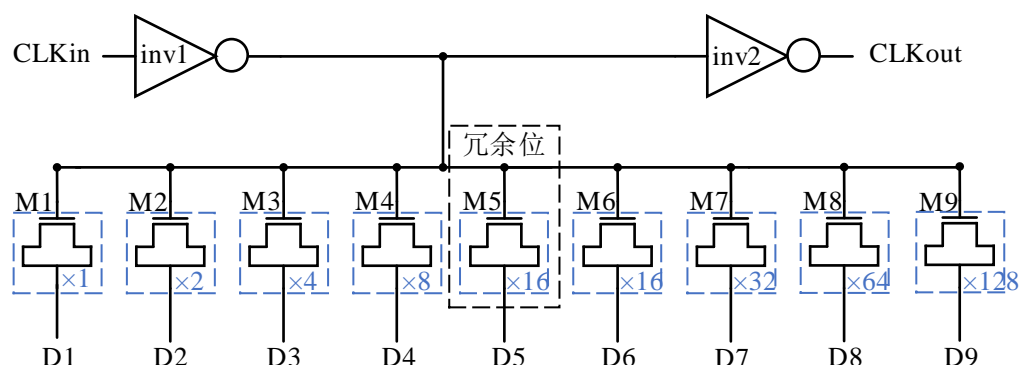 CLKin inv1 inv2 CLKout
冗余位
M1 M2 M3 M4 M5 M6 M7 M8 M9
×1 ×2 ×4 ×8 ×16 ×16 ×32 ×64 ×128
D1 D2 D3 D4 D5 D6 D7 D8 D9